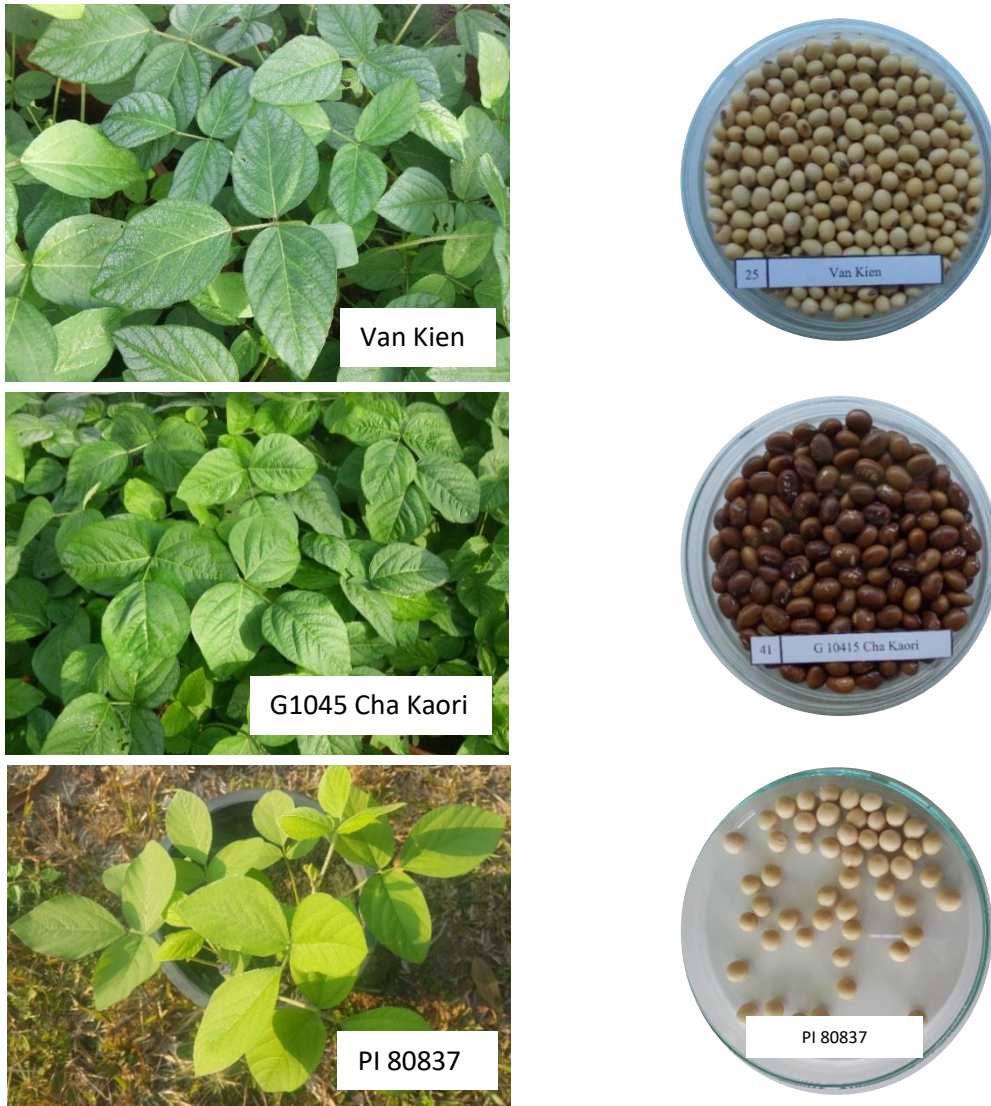 Van Kien
25 Van Kien
G1045 Cha Kaori
41 G 10415 Cha Kaori
PI 80837
PI 80837